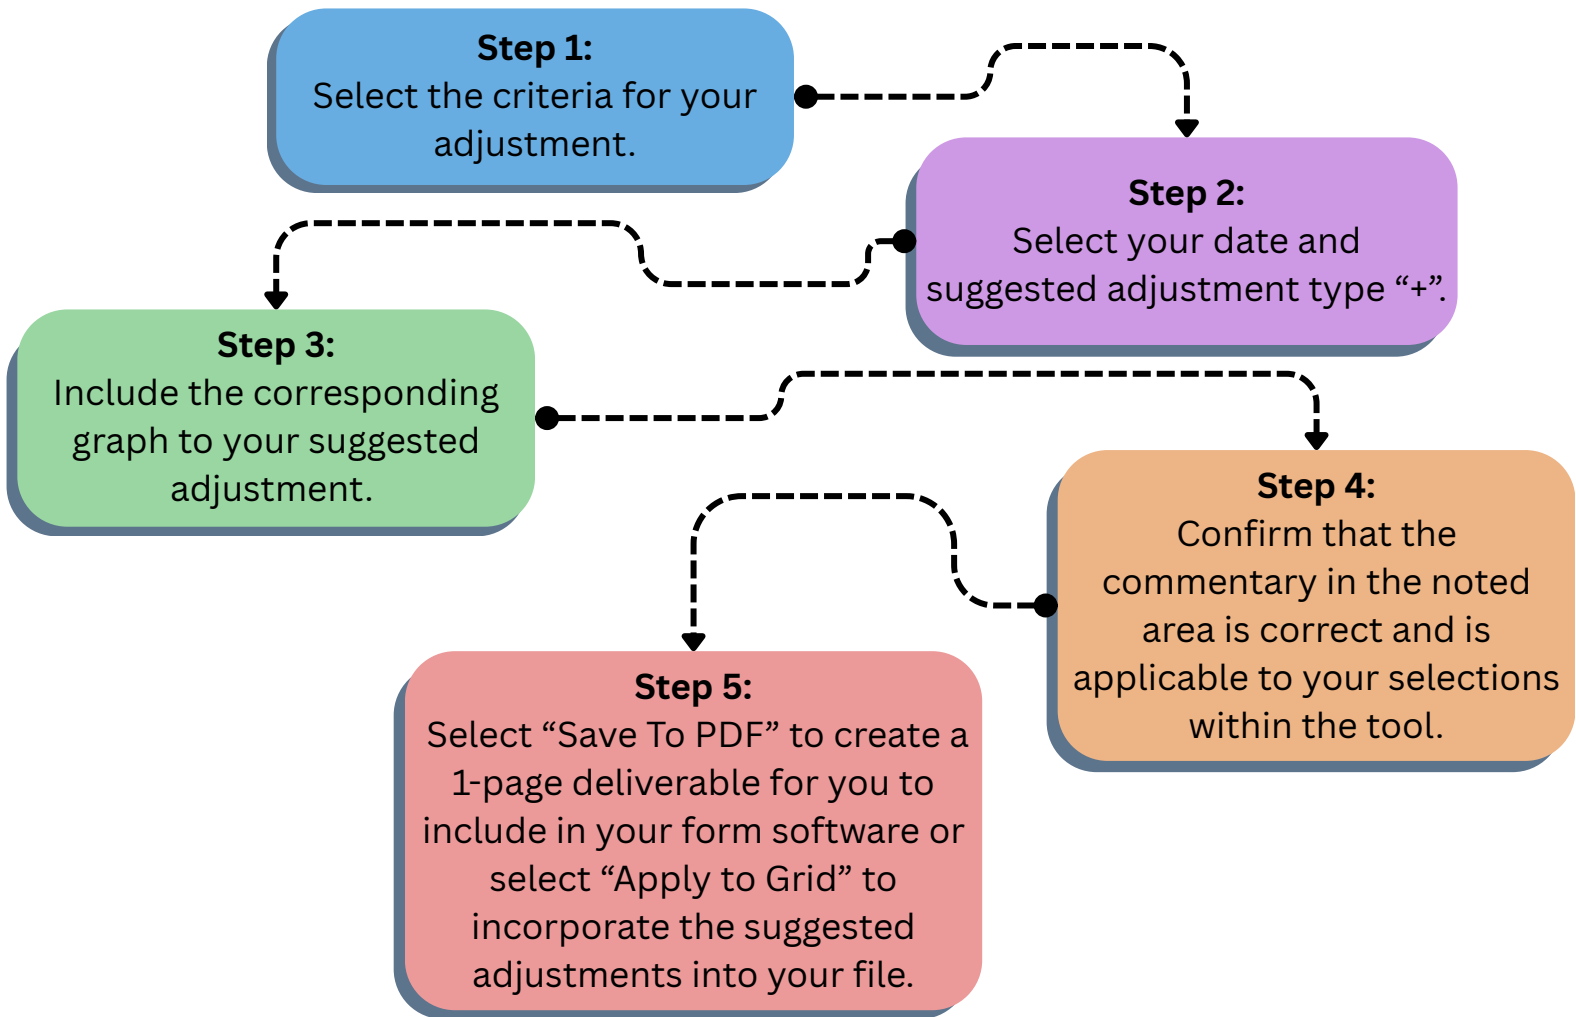 Step 1:
Select the criteria for your
adjustment.
Step 2:
Select your date and
suggested adjustment type “+”.
Step 3:
Include the corresponding
graph to your suggested
adjustment.
Step 4:
Confirm that the
commentary in the noted
area is correct and is
applicable to your selections
within the tool.
Step 5:
Select “Save To PDF” to create a
1-page deliverable for you to
include in your form software or
select “Apply to Grid” to
incorporate the suggested
adjustments into your file.